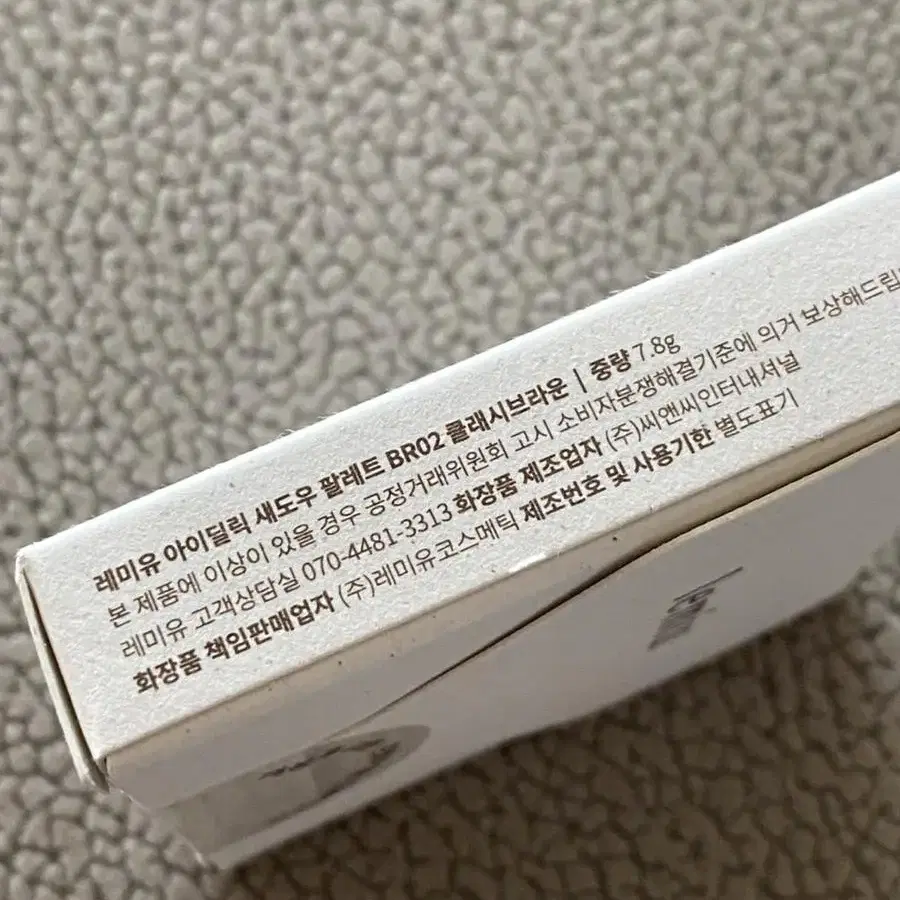 레미유 아이딜릭 섀도우 팔레트 BR02 클래시브라운 | 중량 7.8g
본 제품에 이상이 있을 경우 공정거래위원회 고시 소비자분쟁해결기준에 의거 보상해드립
레미유 고객상담실 070-4481-3313 화장품 제조업자 (주)씨앤씨인터내셔널
화장품 책임판매업자 (주)레미유코스메틱 제조번호 및 사용기한 별도표기